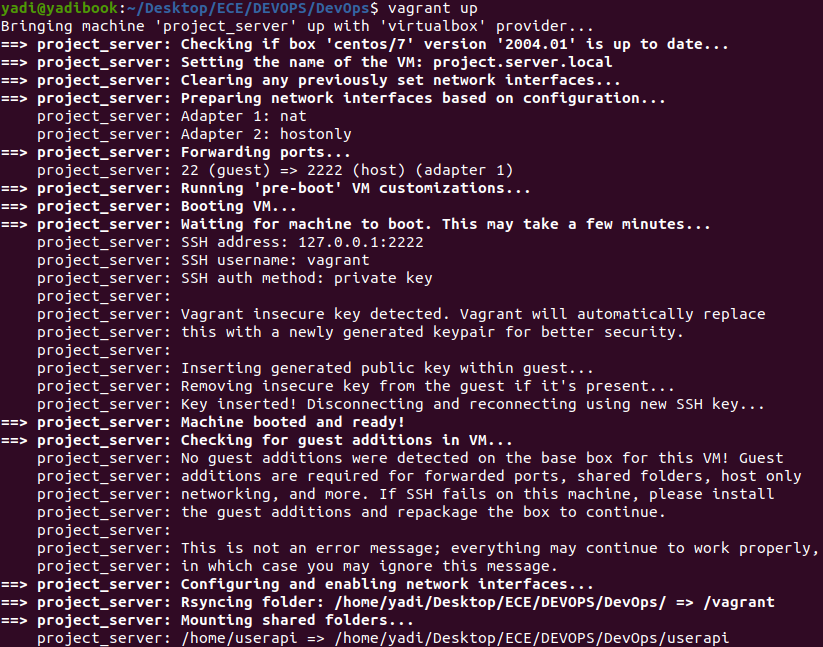 yadi@yadibook:~/Desktop/ECE/DEVOPS/DevOps$ vagrant up
Bringing machine 'project_server' up with 'virtualbox' provider...
==> project_server: Checking if box 'centos/7' version '2004.01' is up to date...
==> project_server: Setting the name of the VM: project.server.local
==> project_server: Clearing any previously set network interfaces...
==> project_server: Preparing network interfaces based on configuration...
    project_server: Adapter 1: nat
    project_server: Adapter 2: hostonly
==> project_server: Forwarding ports...
    project_server: 22 (guest) => 2222 (host) (adapter 1)
==> project_server: Running 'pre-boot' VM customizations...
==> project_server: Booting VM...
==> project_server: Waiting for machine to boot. This may take a few minutes...
    project_server: SSH address: 127.0.0.1:2222
    project_server: SSH username: vagrant
    project_server: SSH auth method: private key
    project_server:
    project_server: Vagrant insecure key detected. Vagrant will automatically replace
    project_server: this with a newly generated keypair for better security.
    project_server:
    project_server: Inserting generated public key within guest...
    project_server: Removing insecure key from the guest if it's present...
    project_server: Key inserted! Disconnecting and reconnecting using new SSH key...
==> project_server: Machine booted and ready!
==> project_server: Checking for guest additions in VM...
    project_server: No guest additions were detected on the base box for this VM! Guest
    project_server: additions are required for forwarded ports, shared folders, host only
    project_server: networking, and more. If SSH fails on this machine, please install
    project_server: the guest additions and repackage the box to continue.
    project_server:
    project_server: This is not an error message; everything may continue to work properly,
    project_server: in which case you may ignore this message.
==> project_server: Configuring and enabling network interfaces...
==> project_server: Rsyncing folder: /home/yadi/Desktop/ECE/DEVOPS/DevOps/ => /vagrant
==> project_server: Mounting shared folders...
    project_server: /home/userapi => /home/yadi/Desktop/ECE/DEVOPS/DevOps/userapi